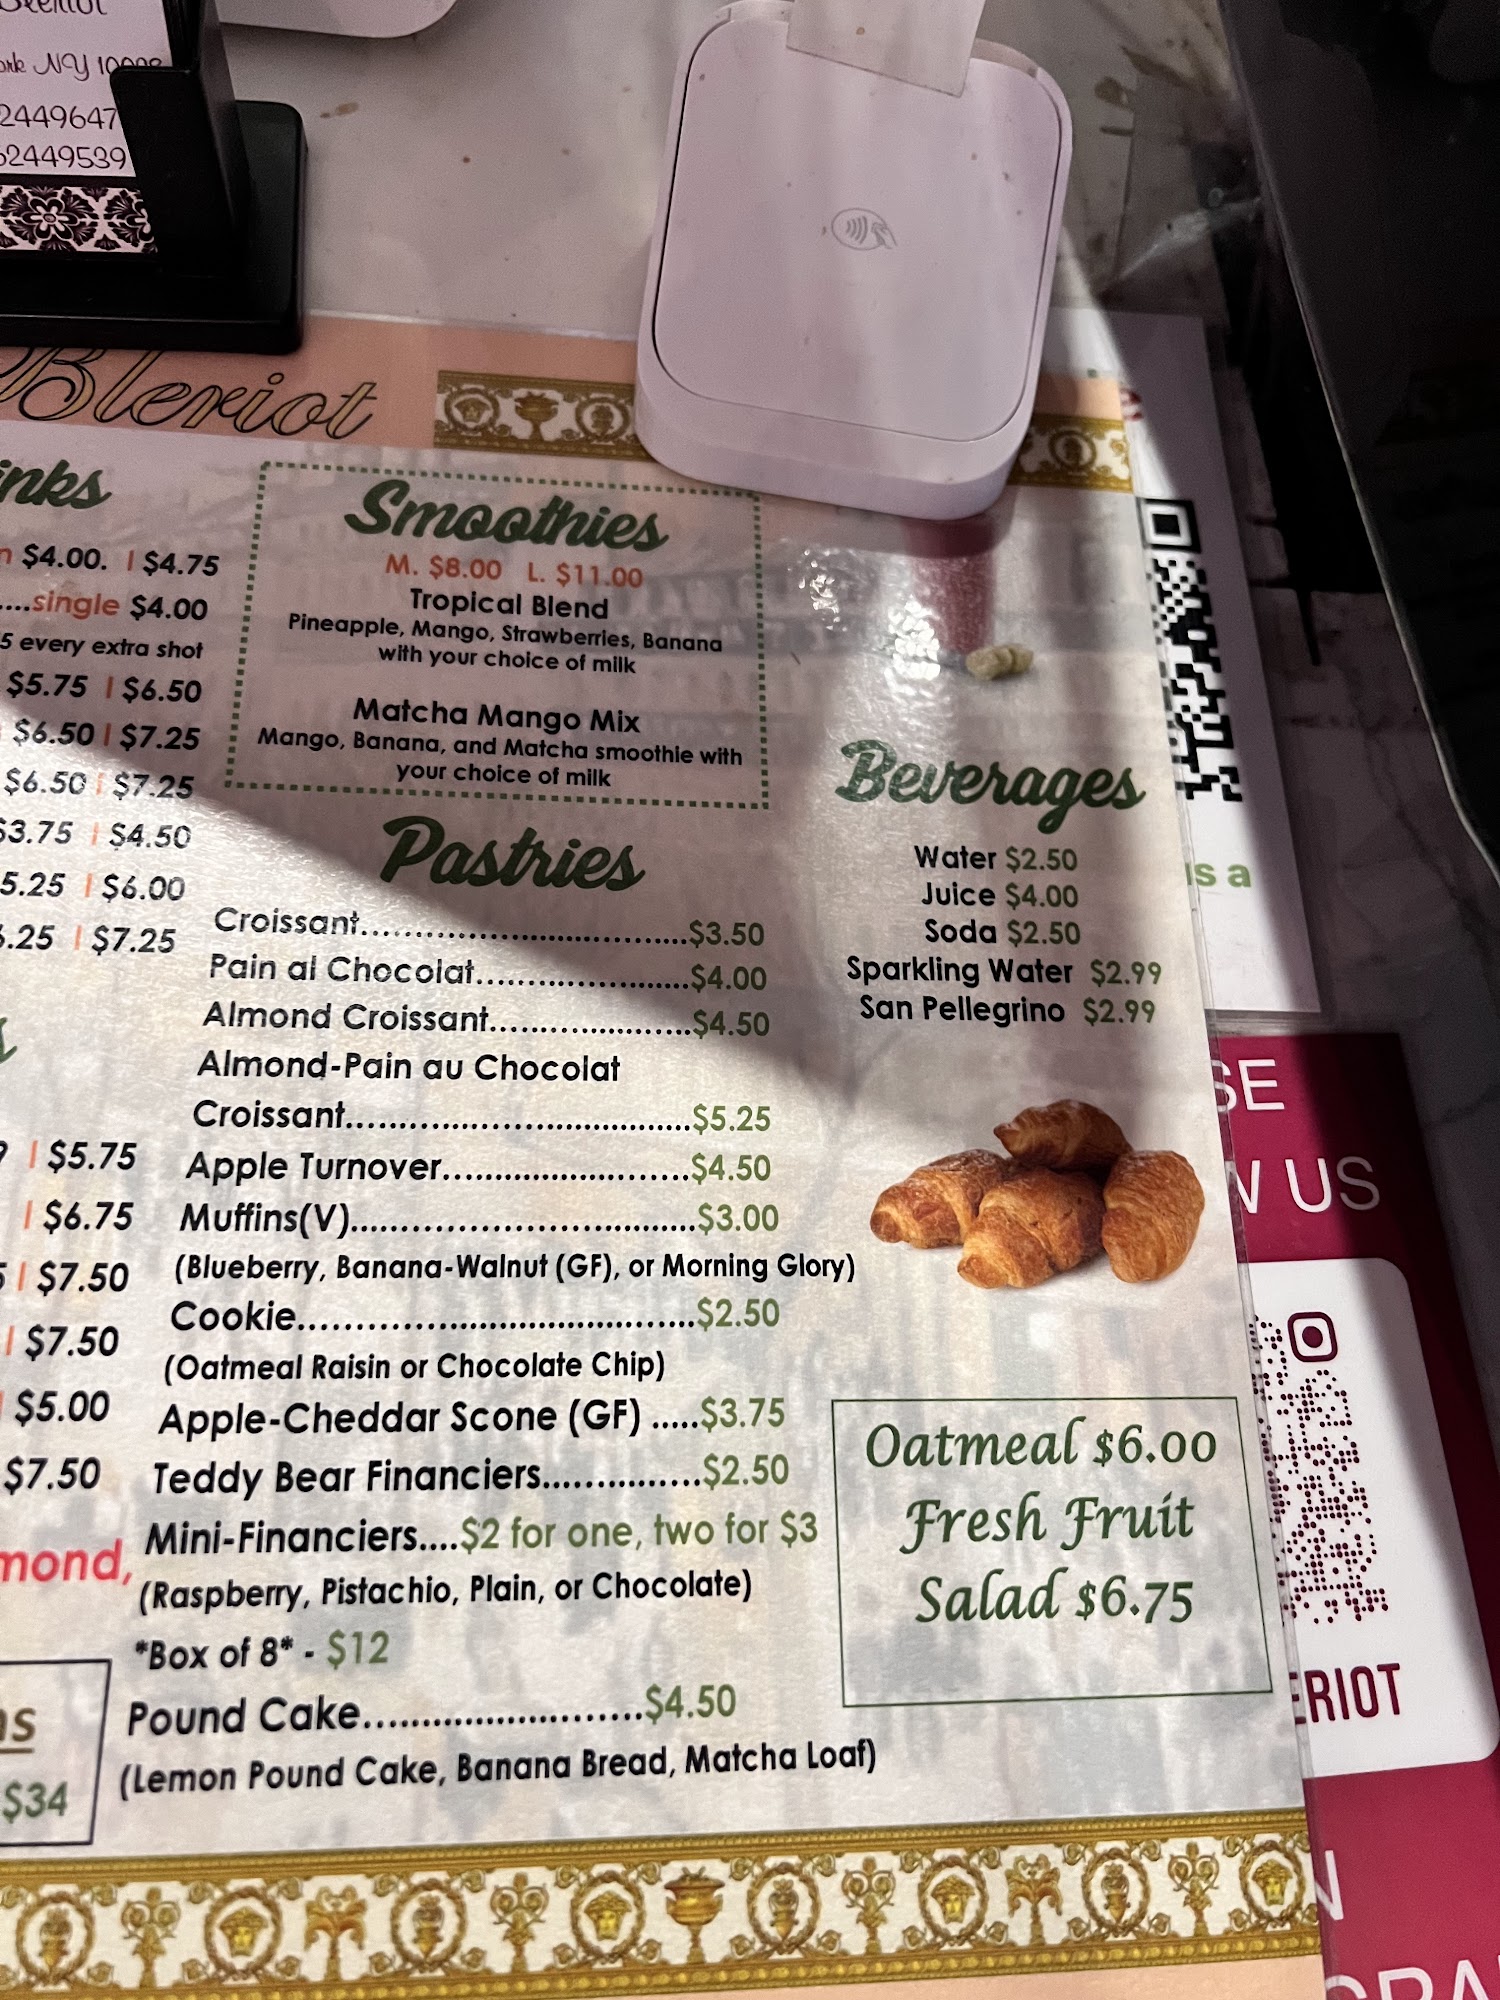 NY
2449647
2449539
Bleriot
$4.00. | $4.75
....single $4.00
5 every extra shot
$5.75 | $6.50
$6.50 | $7.25
$6.50 | $7.25
$3.75 | $4.50
5.25 | $6.00
.25 | $7.25
| $5.75
| $6.75
| $7.50
| $7.50
$5.00
$7.50
$34
Smoothies
M. $8.00 L. $11.00
Tropical Blend
Pineapple, Mango, Strawberries, Banana
with your choice of milk
Matcha Mango Mix
Mango, Banana, and Matcha smoothie with
your choice of milk
Pastries
Croissant.......................................$3.50
Pain al Chocolat.........................$4.00
Almond Croissant.......................$4.50
Almond-Pain au Chocolat
Croissant.......................................$5.25
Apple Turnover............................$4.50
Muffins(V).......................................$3.00
(Blueberry, Banana-Walnut (GF), or Morning Glory)
Cookie.............................................$2.50
(Oatmeal Raisin or Chocolate Chip)
Apple-Cheddar Scone (GF) .....$3.75
Teddy Bear Financiers.................$2.50
Mini-Financiers....$2 for one, two for $3
(Raspberry, Pistachio, Plain, or Chocolate)
*Box of 8* - $12
Pound Cake..........................$4.50
(Lemon Pound Cake, Banana Bread, Matcha Loaf)
Beverages
Water $2.50
Juice $4.00
Soda $2.50
Sparkling Water $2.99
San Pellegrino $2.99
Oatmeal $6.00
Fresh Fruit
Salad $6.75
s a
US
ERIOT